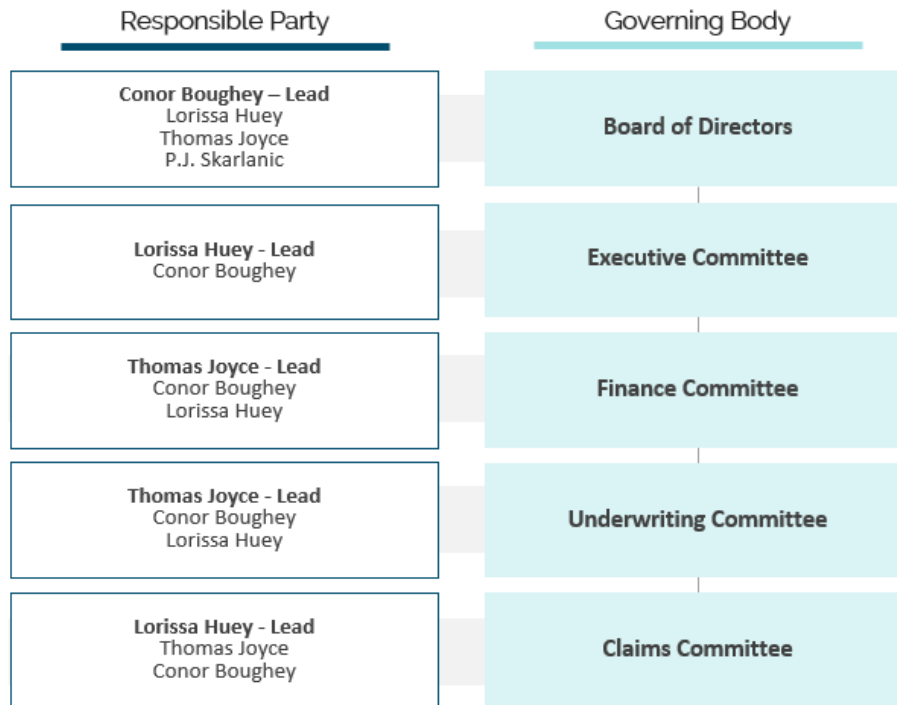 Responsible Party
Governing Body
Conor Boughey – Lead
Lorissa Huey
Thomas Joyce
P.J. Skarlanic
Board of Directors
Lorissa Huey - Lead
Conor Boughey
Executive Committee
Thomas Joyce - Lead
Conor Boughey
Lorissa Huey
Finance Committee
Thomas Joyce - Lead
Conor Boughey
Lorissa Huey
Underwriting Committee
Lorissa Huey - Lead
Thomas Joyce
Conor Boughey
Claims Committee